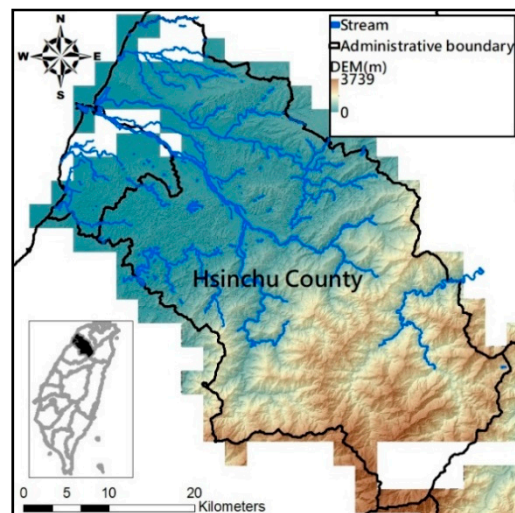 N
W E
S
Stream
Administrative boundary
DEM(m)
3739
0
Hsinchu County
0 5 10 20
Kilometers